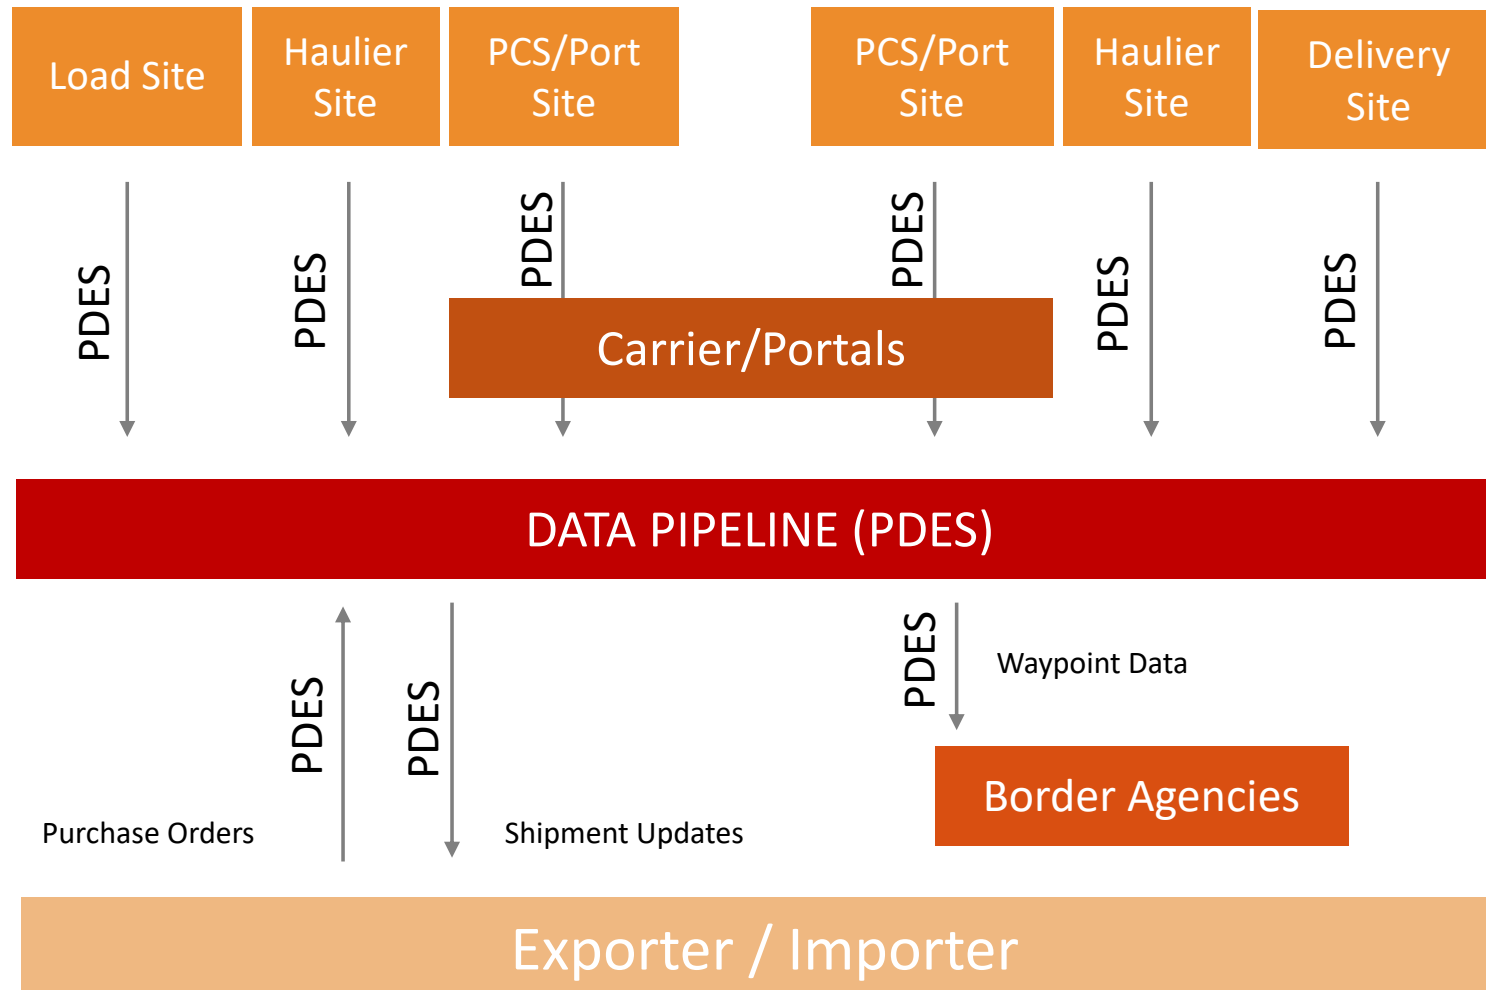 Load Site
Haulier
Site
PCS/Port
Site
PCS/Port
Site
Haulier
Site
Delivery
Site
PDES
PDES
PDES
PDES
PDES
PDES
Carrier/Portals
DATA PIPELINE (PDES)
PDES
PDES
PDES
Waypoint Data
Border Agencies
Purchase Orders
Shipment Updates
Exporter / Importer